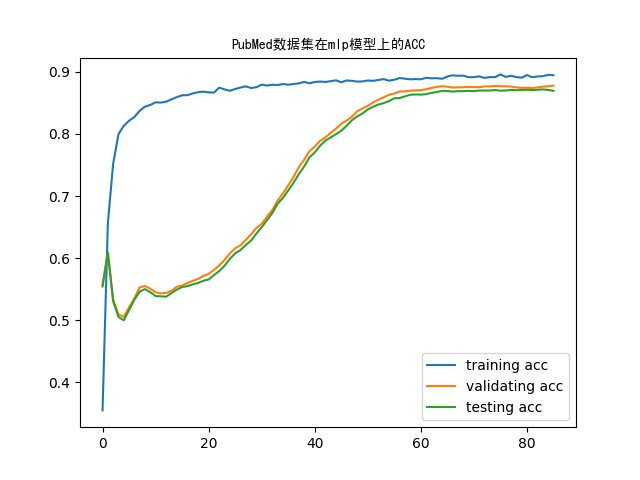 PubMed数据集在mlp模型上的ACC
0.9
0.8
0.7
0.6
0.5
0.4
0 20 40 60 80
training acc
validating acc
testing acc